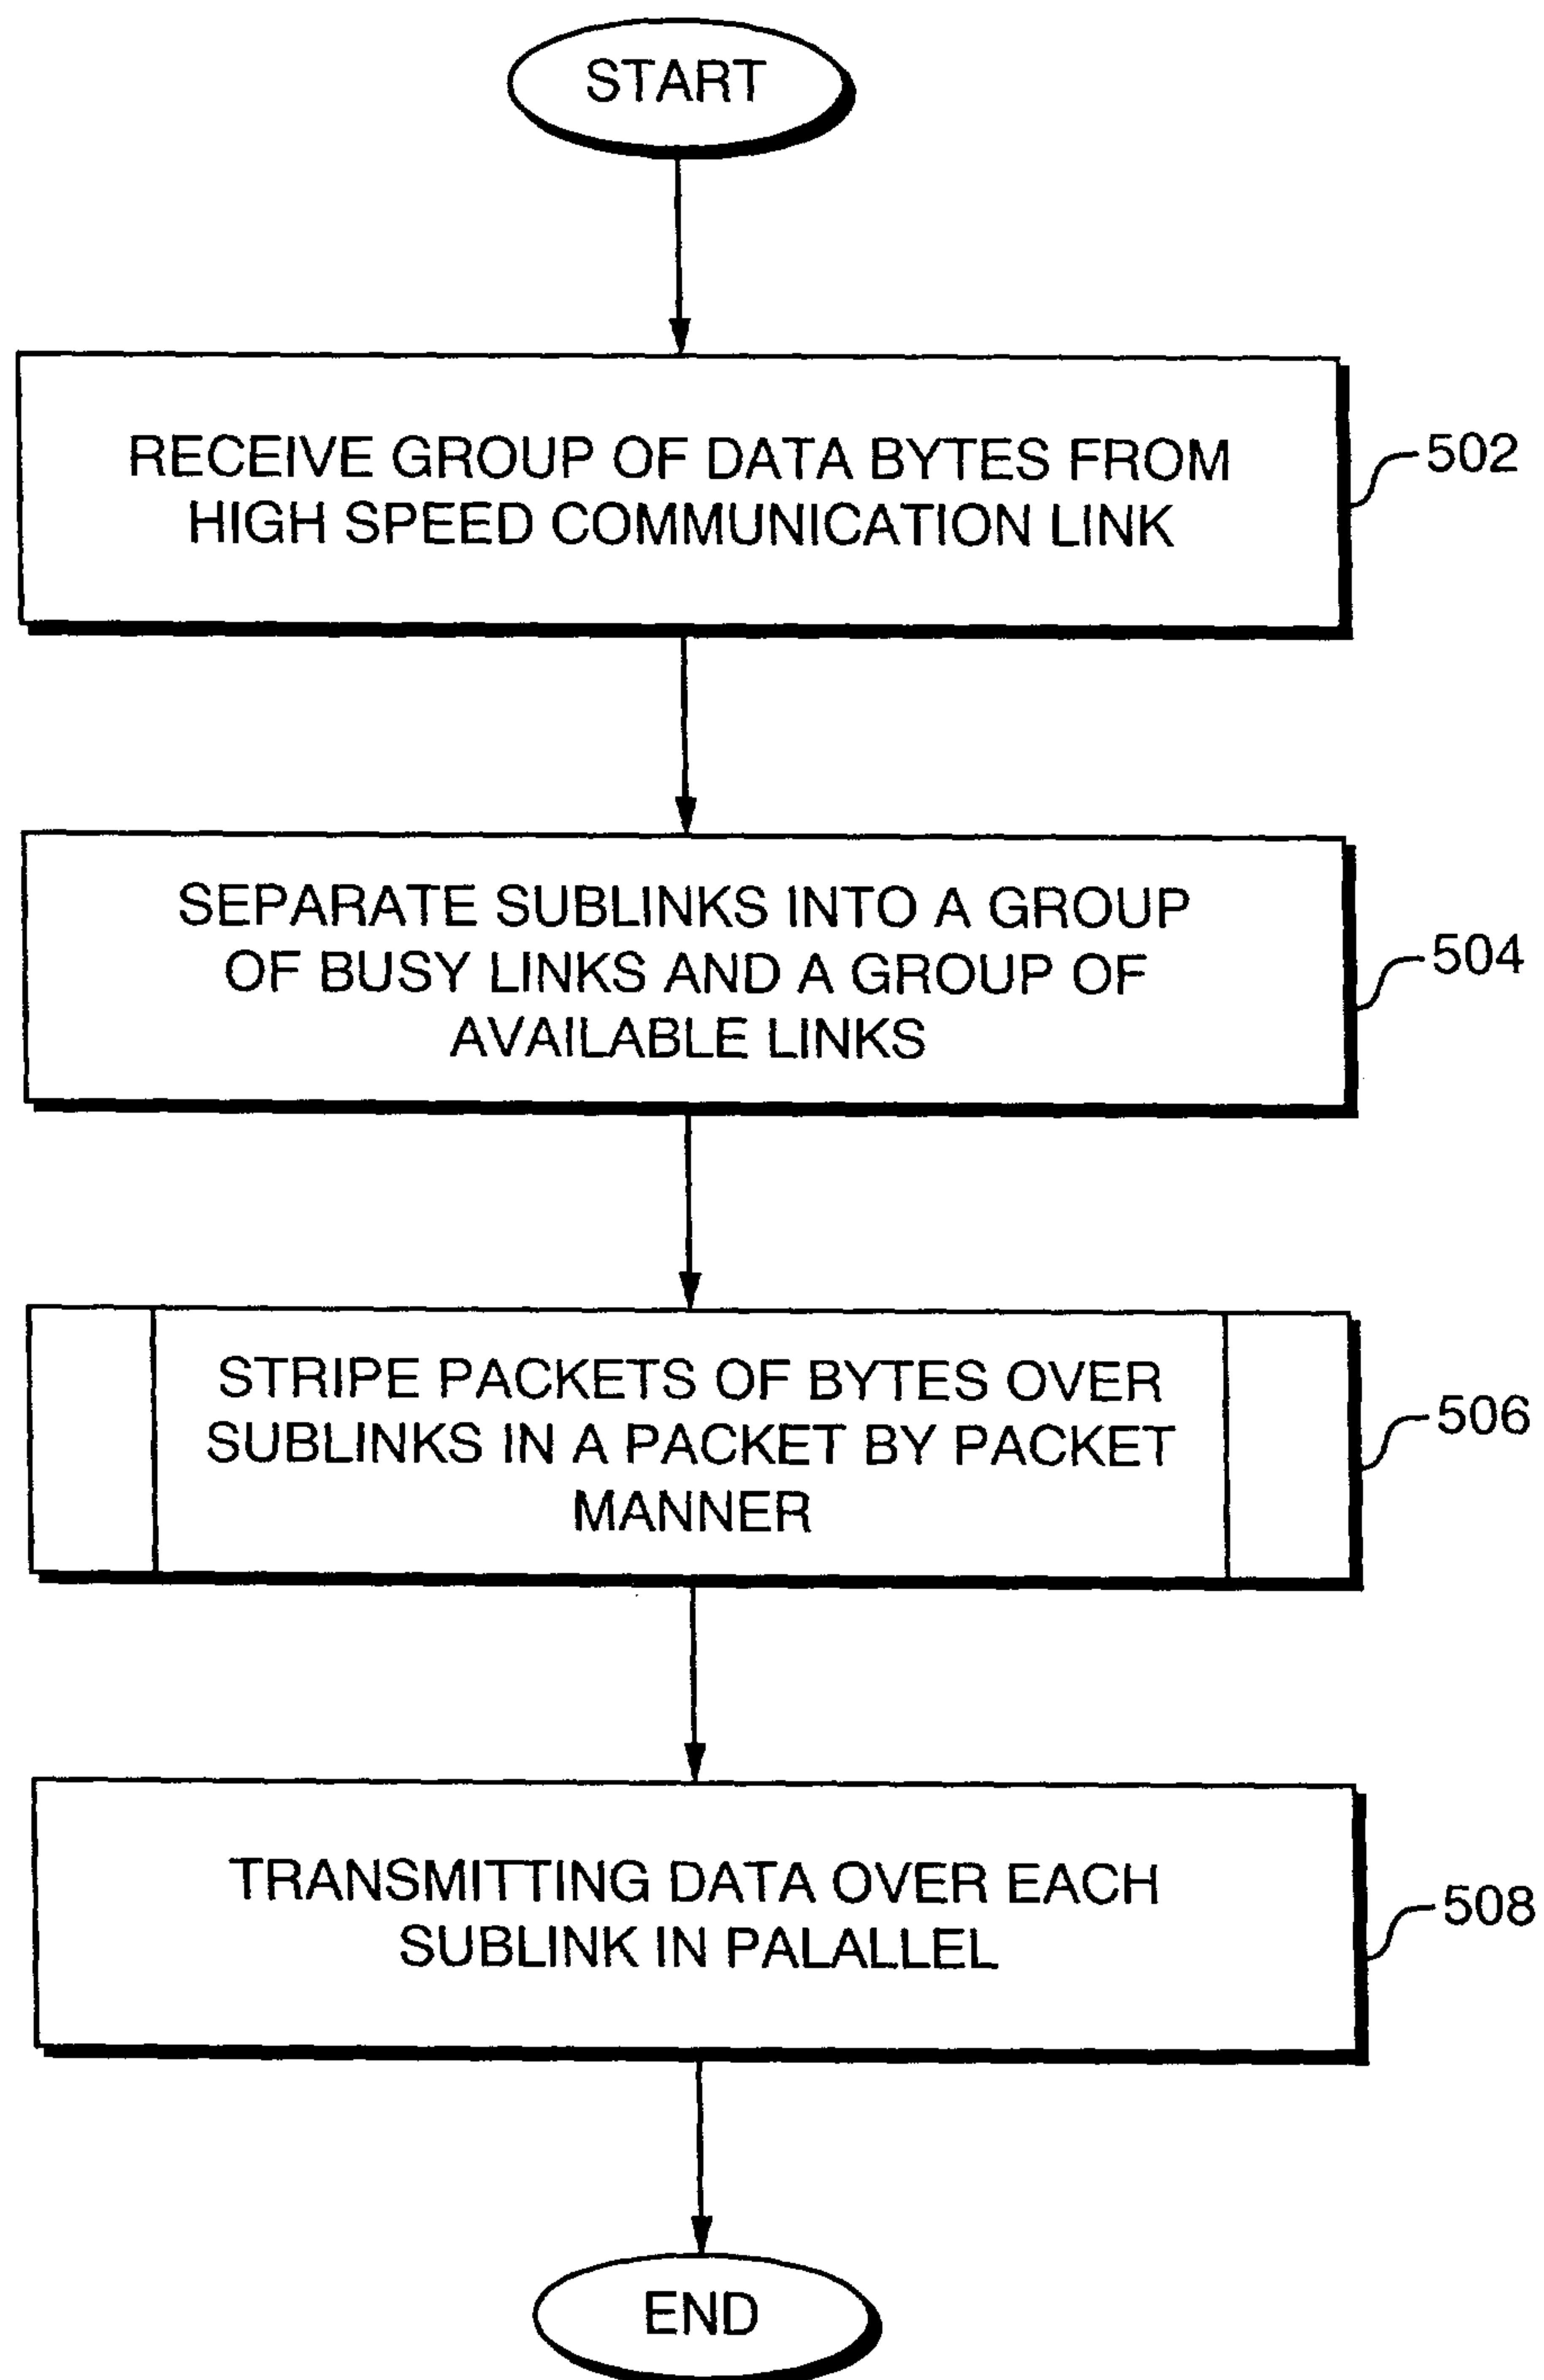 START
RECEIVE GROUP OF DATA BYTES FROM
HIGH SPEED COMMUNICATION LINK
502
SEPARATE SUBLINKS INTO A GROUP
OF BUSY LINKS AND A GROUP OF
AVAILABLE LINKS
504
STRIPE PACKETS OF BYTES OVER
SUBLINKS IN A PACKET BY PACKET
MANNER
506
TRANSMITTING DATA OVER EACH
SUBLINK IN PALALLEL
508
END